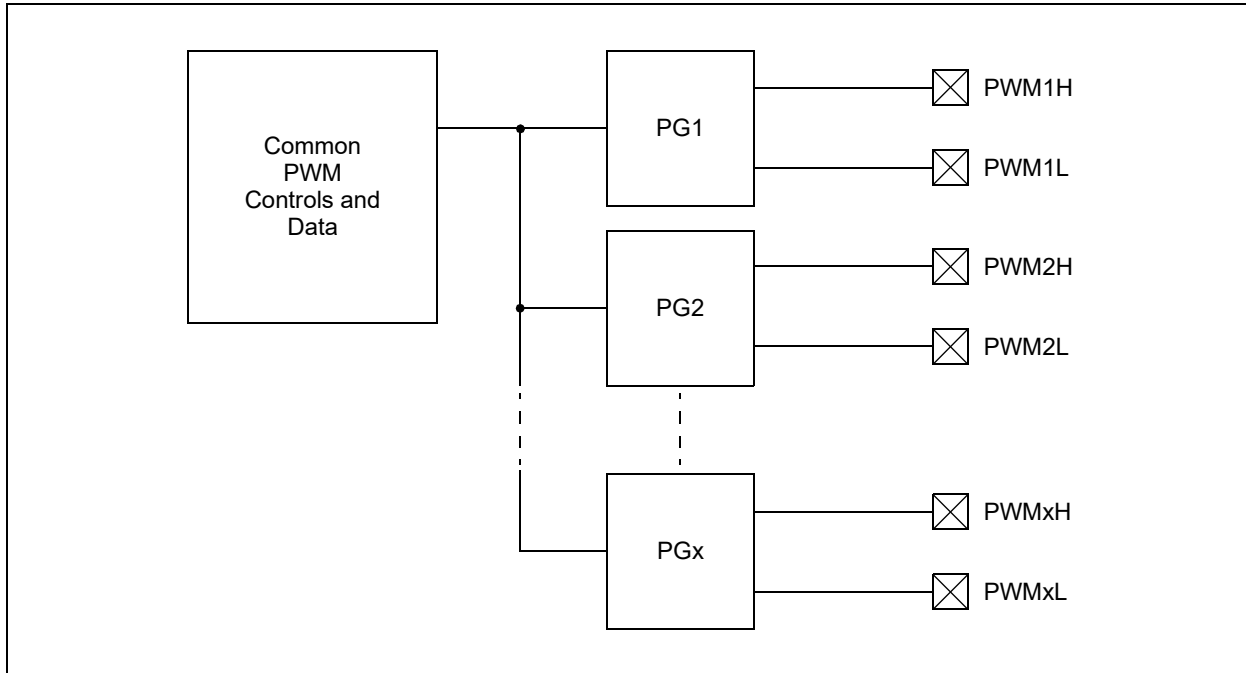 Common
PWM
Controls and
Data
PG1
PWM1H
PWM1L
PG2
PWM2H
PWM2L
PGx
PWMxH
PWMxL